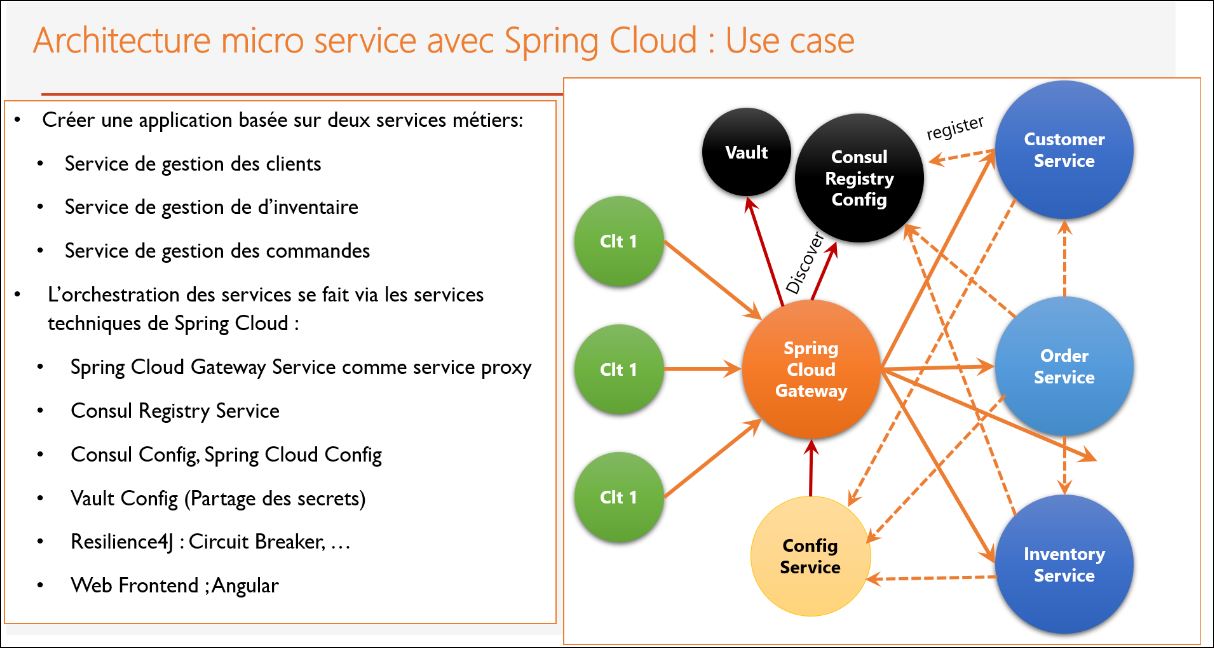 Architecture micro service avec Spring Cloud : Use case
• Créer une application basée sur deux services métiers:
• Service de gestion des clients
• Service de gestion de d’inventaire
• Service de gestion des commandes
• L’orchestration des services se fait via les services
techniques de Spring Cloud :
• Spring Cloud Gateway Service comme service proxy
• Consul Registry Service
• Consul Config, Spring Cloud Config
• Vault Config (Partage des secrets)
• Resilience4J : Circuit Breaker, …
• Web Frontend ; Angular
Vault
Consul
Registry
Config
register
Customer
Service
Clt 1
Discover
Clt 1
Spring
Cloud
Gateway
Order
Service
Clt 1
Config
Service
Inventory
Service